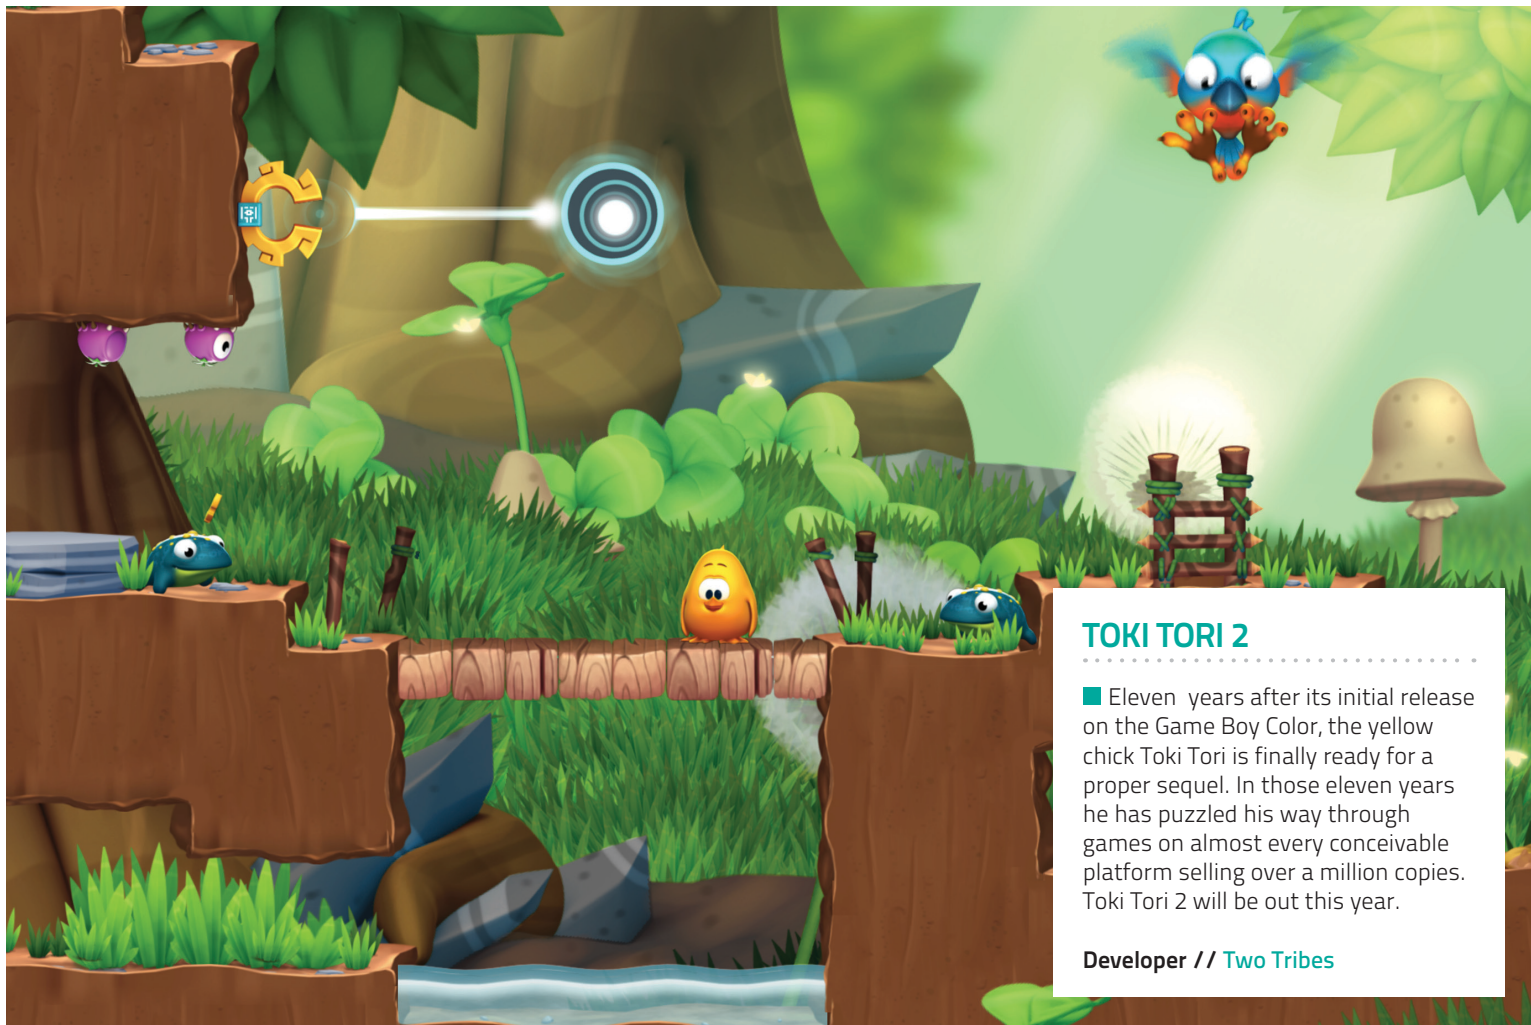 TOKI TORI 2
Eleven years after its initial release
on the Game Boy Color, the yellow
chick Toki Tori is finally ready for a
proper sequel. In those eleven years
he has puzzled his way through
games on almost every conceivable
platform selling over a million copies.
Toki Tori 2 will be out this year.
Developer // Two Tribes